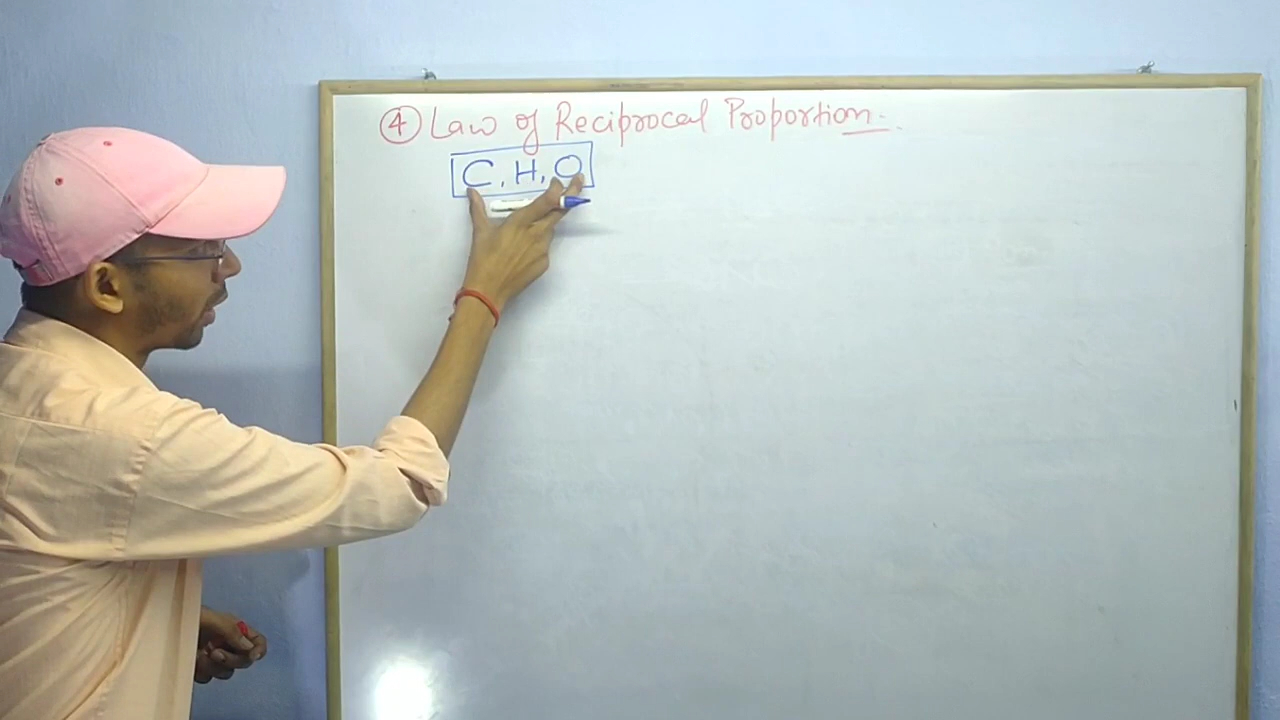 ④ Law of Reciprocal Proportion.
C, H, O